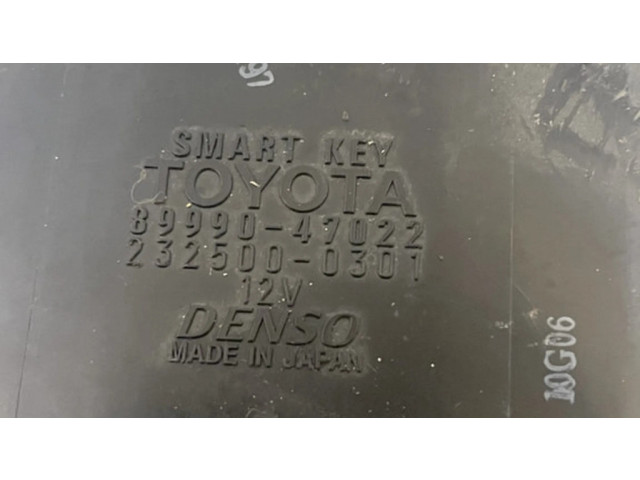 SMART KEY
TOYOTA
89990-47022
232500-0301
12V
DENSO
MADE IN JAPAN
10G06